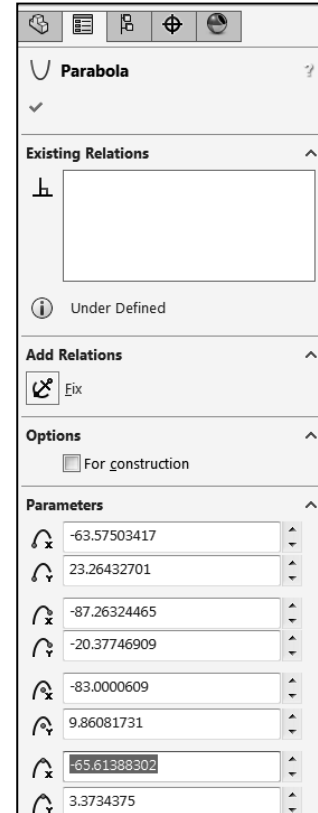 Parabola ?
Existing Relations
Under Defined
Add Relations
Fix
Options
For construction
Parameters
X -63.57503417
Y 23.26432701
X -87.26324465
Y -20.37746909
X -83.0000609
Y 9.86081731
X -65.61388302
Y 3.3734375